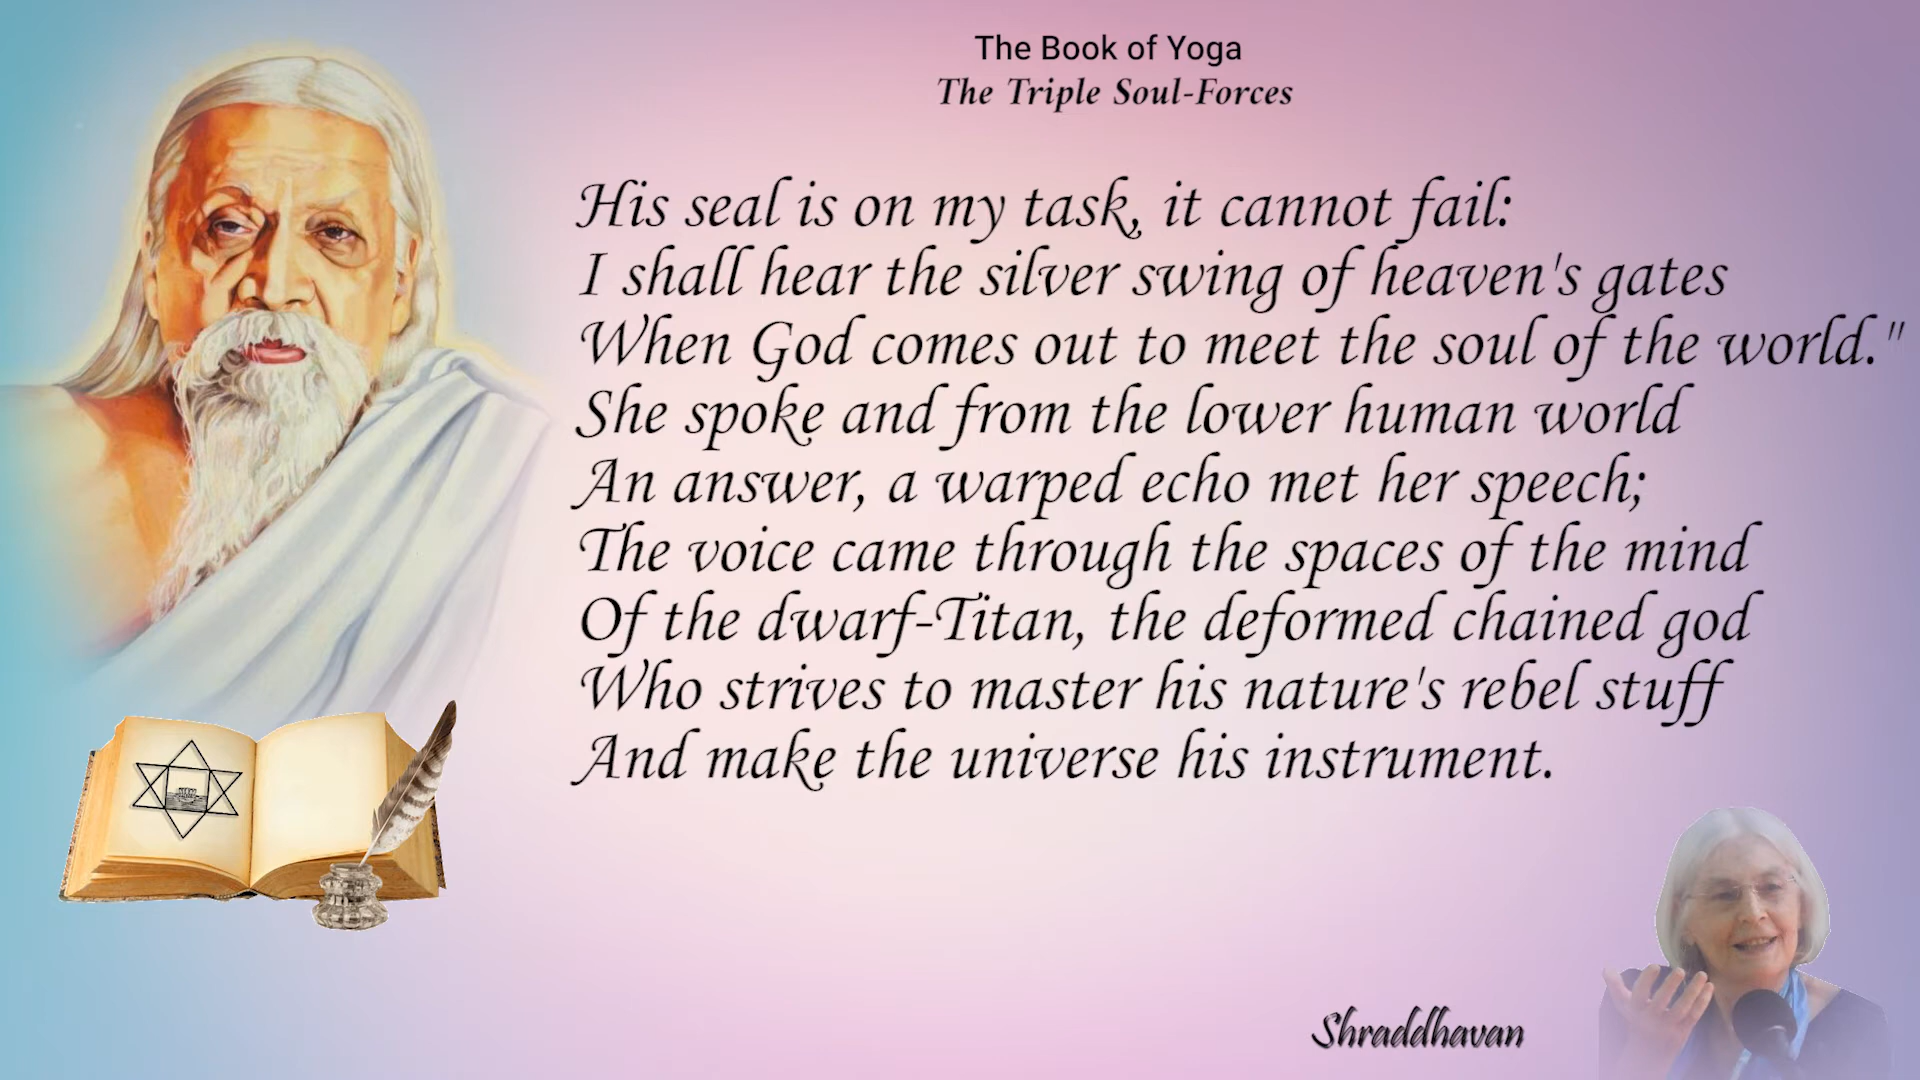 The Book of Yoga
The Triple Soul-Forces
His seal is on my task, it cannot fail:
I shall hear the silver swing of heaven's gates
When God comes out to meet the soul of the world."
She spoke and from the lower human world
An answer, a warped echo met her speech;
The voice came through the spaces of the mind
Of the dwarf-Titan, the deformed chained god
Who strives to master his nature's rebel stuff
And make the universe his instrument.
Shraddhavan